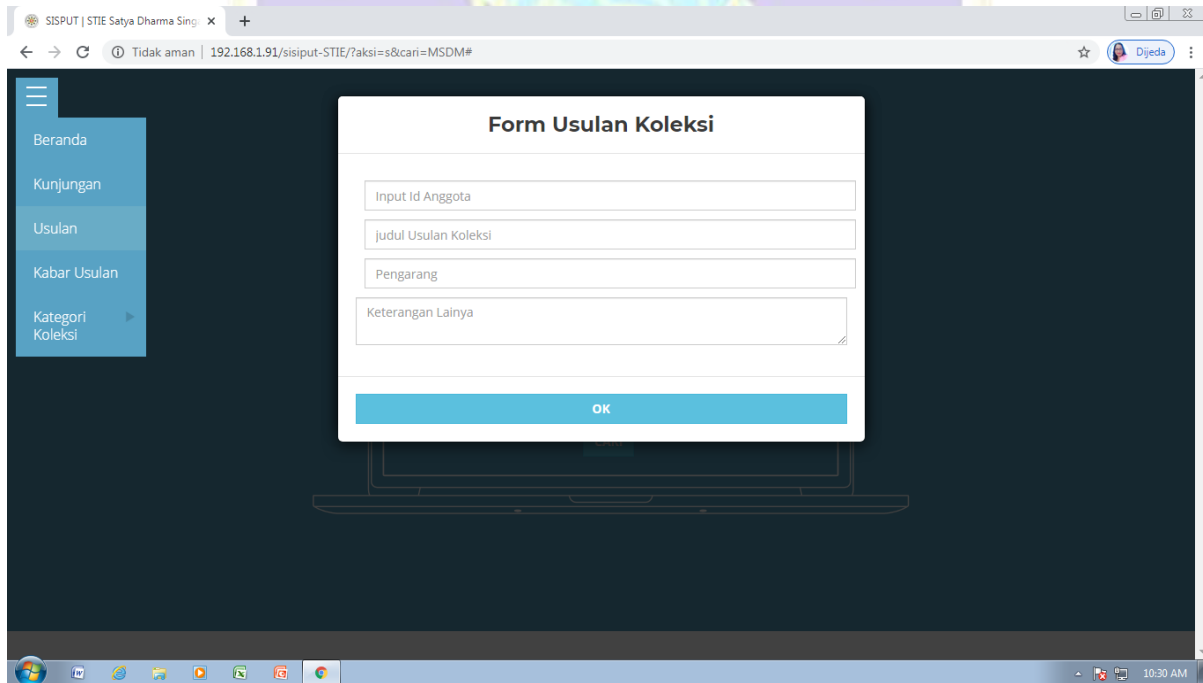 SISPUT | STIE Satya Dharma Sing
Tidak aman | 192.168.1.91/sisiput-STIE/?aksi=s&cari=MSDM#
Dijeda
Beranda
Kunjungan
Usulan
Kabar Usulan
Kategori
Koleksi
Form Usulan Koleksi
Input Id Anggota
judul Usulan Koleksi
Pengarang
Keterangan Lainya
OK
10:30 AM